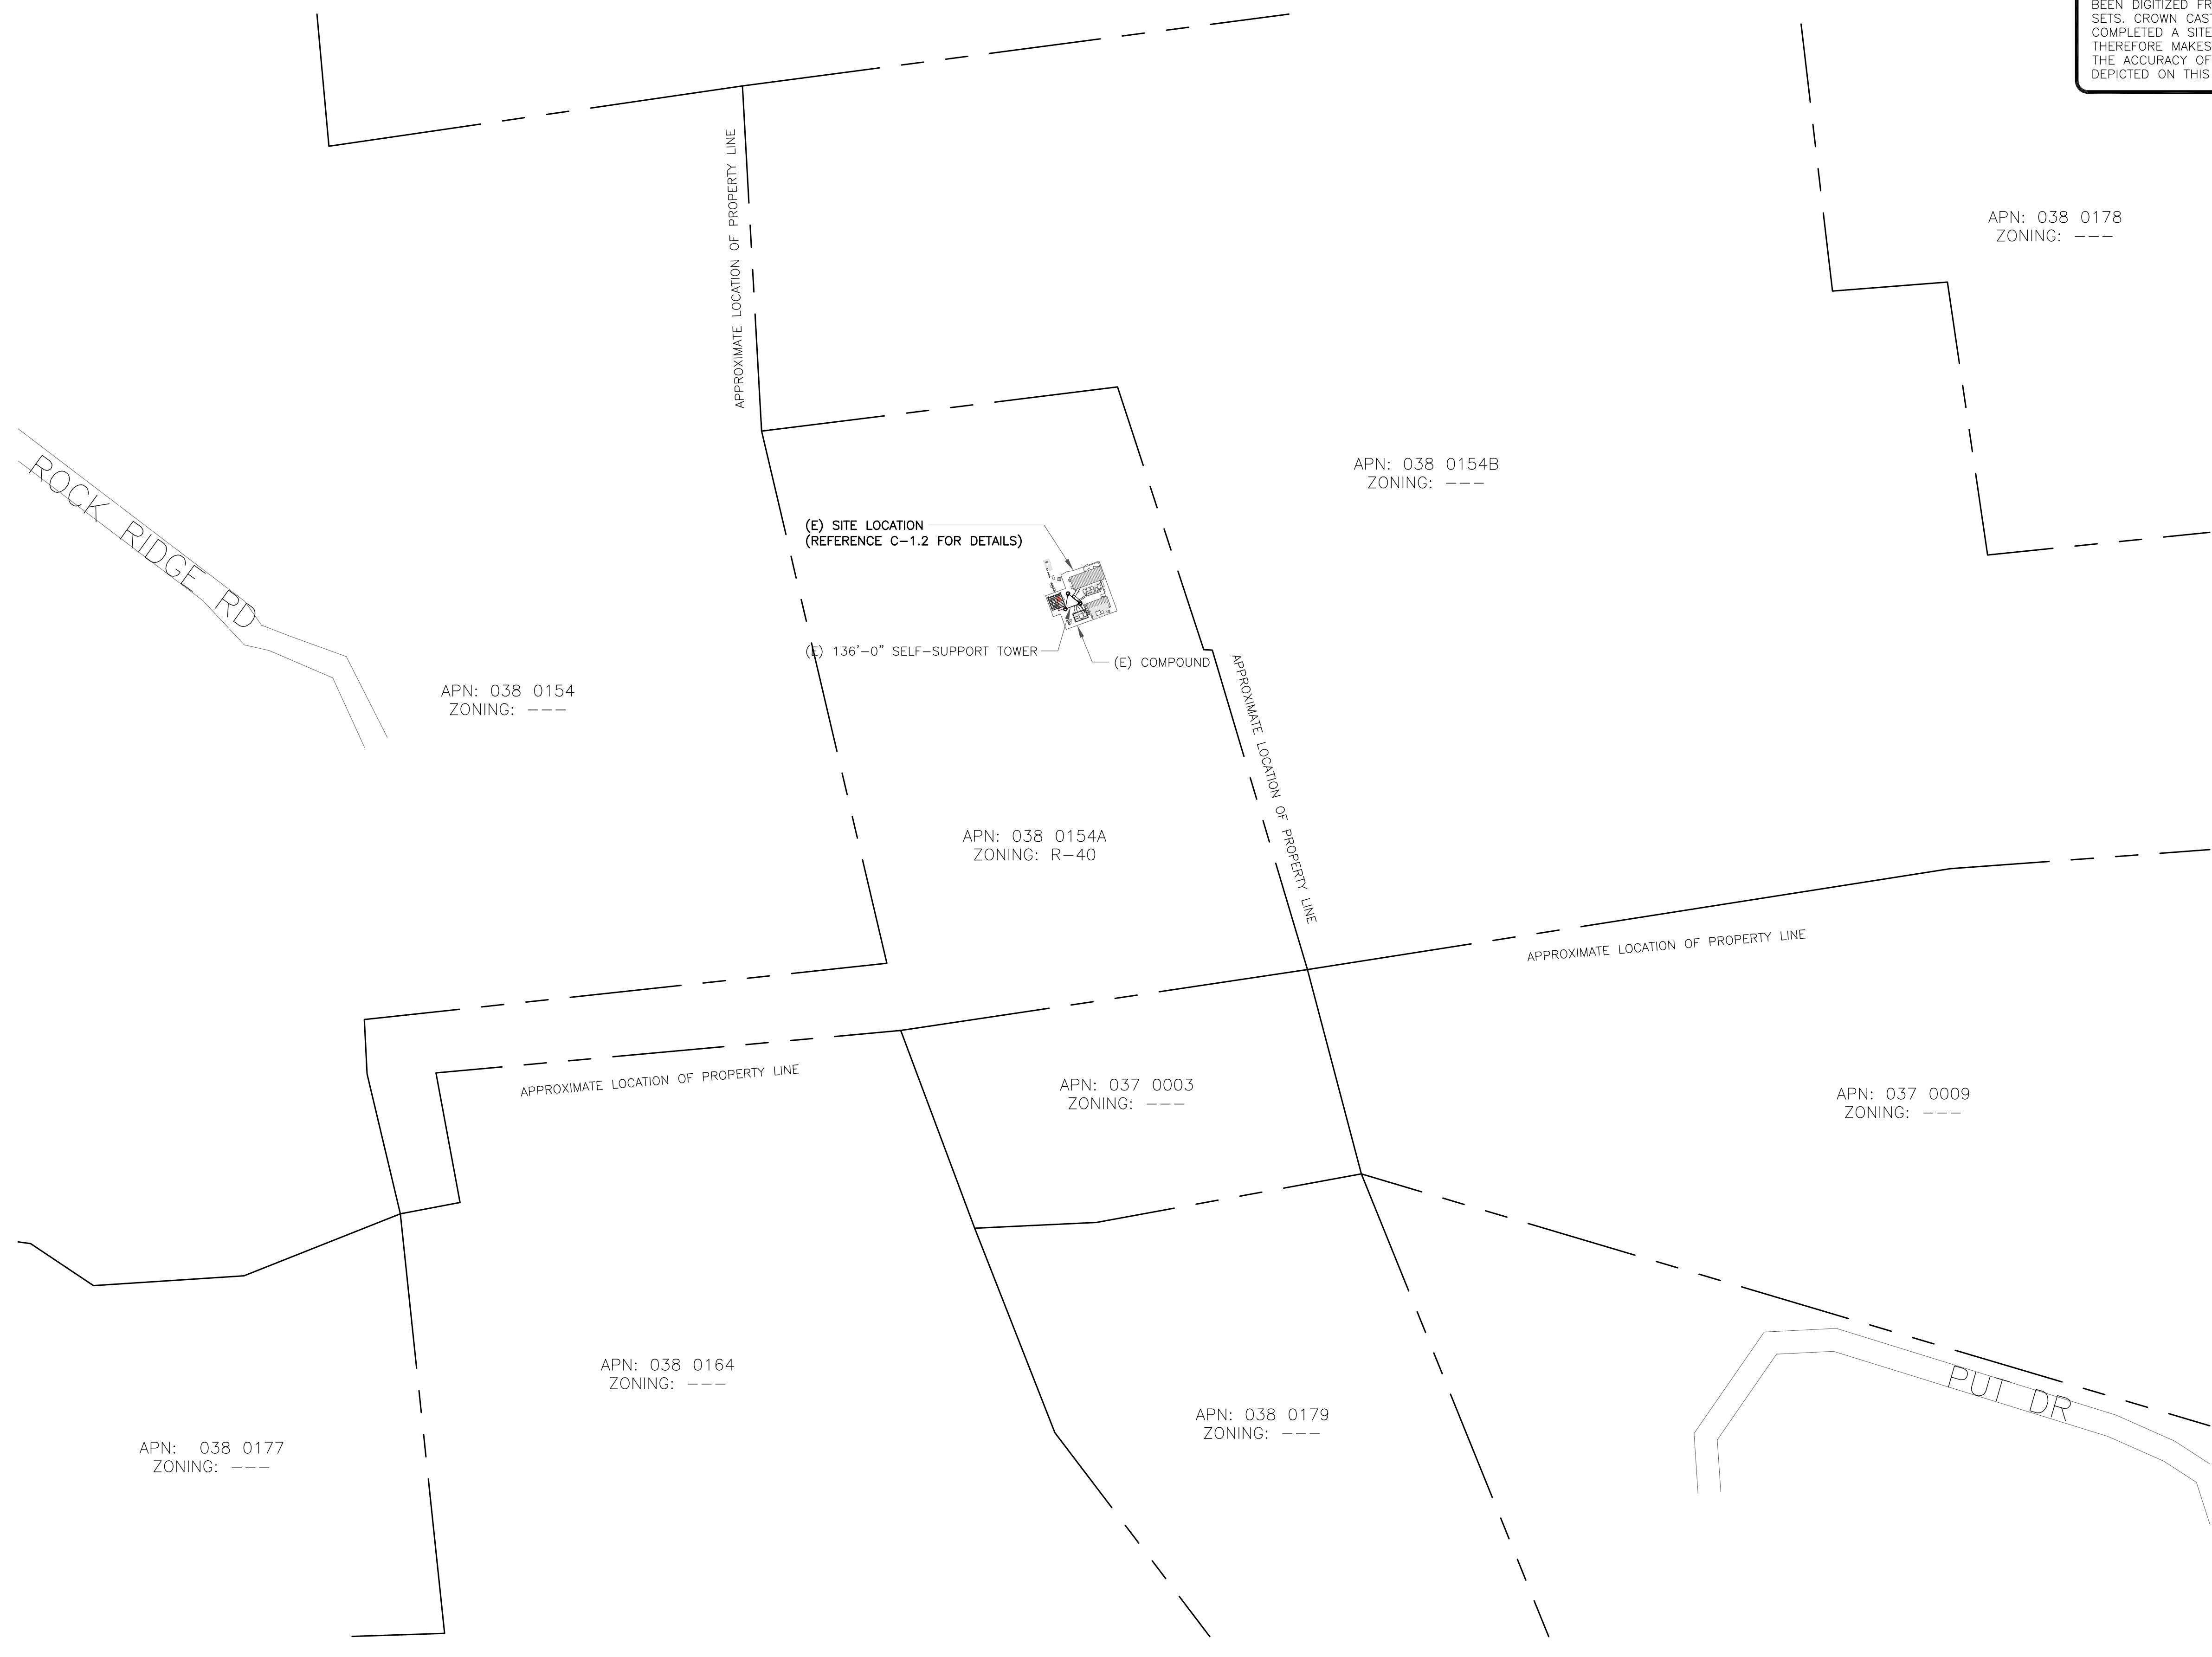 BEEN DIGITIZED FR
SETS. CROWN CAST
COMPLETED A SITE
THEREFORE MAKES
THE ACCURACY OF
DEPICTED ON THIS
APPROXIMATE LOCATION OF PROPERTY LINE
APN: 038 0178
ZONING: ---
ROCK RIDGE RD
APN: 038 0154B
ZONING: ---
(E) SITE LOCATION
(REFERENCE C-1.2 FOR DETAILS)
(E) 136'-0" SELF-SUPPORT TOWER
(E) COMPOUND
APN: 038 0154
ZONING: ---
APPROXIMATE LOCATION OF PROPERTY LINE
APN: 038 0154A
ZONING: R-40
APPROXIMATE LOCATION OF PROPERTY LINE
APPROXIMATE LOCATION OF PROPERTY LINE
APN: 037 0003
ZONING: ---
APN: 037 0009
ZONING: ---
APN: 038 0164
ZONING: ---
PUT DR
APN: 038 0179
ZONING: ---
APN: 038 0177
ZONING: ---